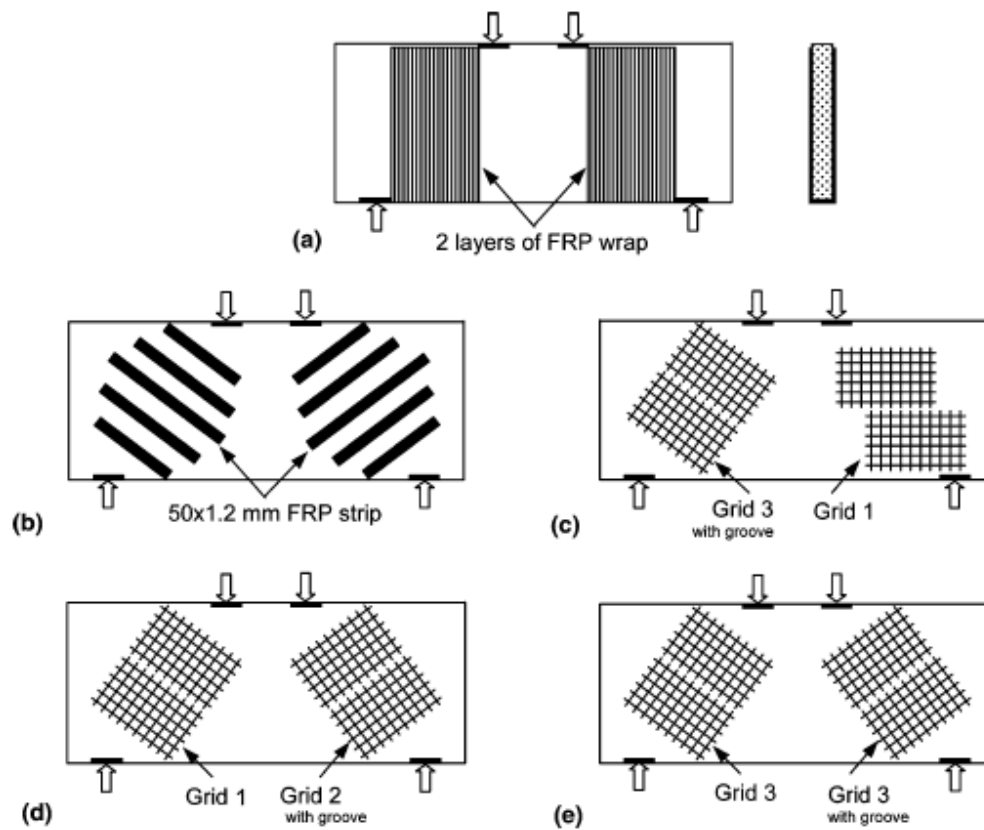 (a)
2 layers of FRP wrap
(b)
50x1.2 mm FRP strip
(c)
Grid 3
with groove
Grid 1
(d)
Grid 1
Grid 2
with groove
(e)
Grid 3
Grid 3
with groove